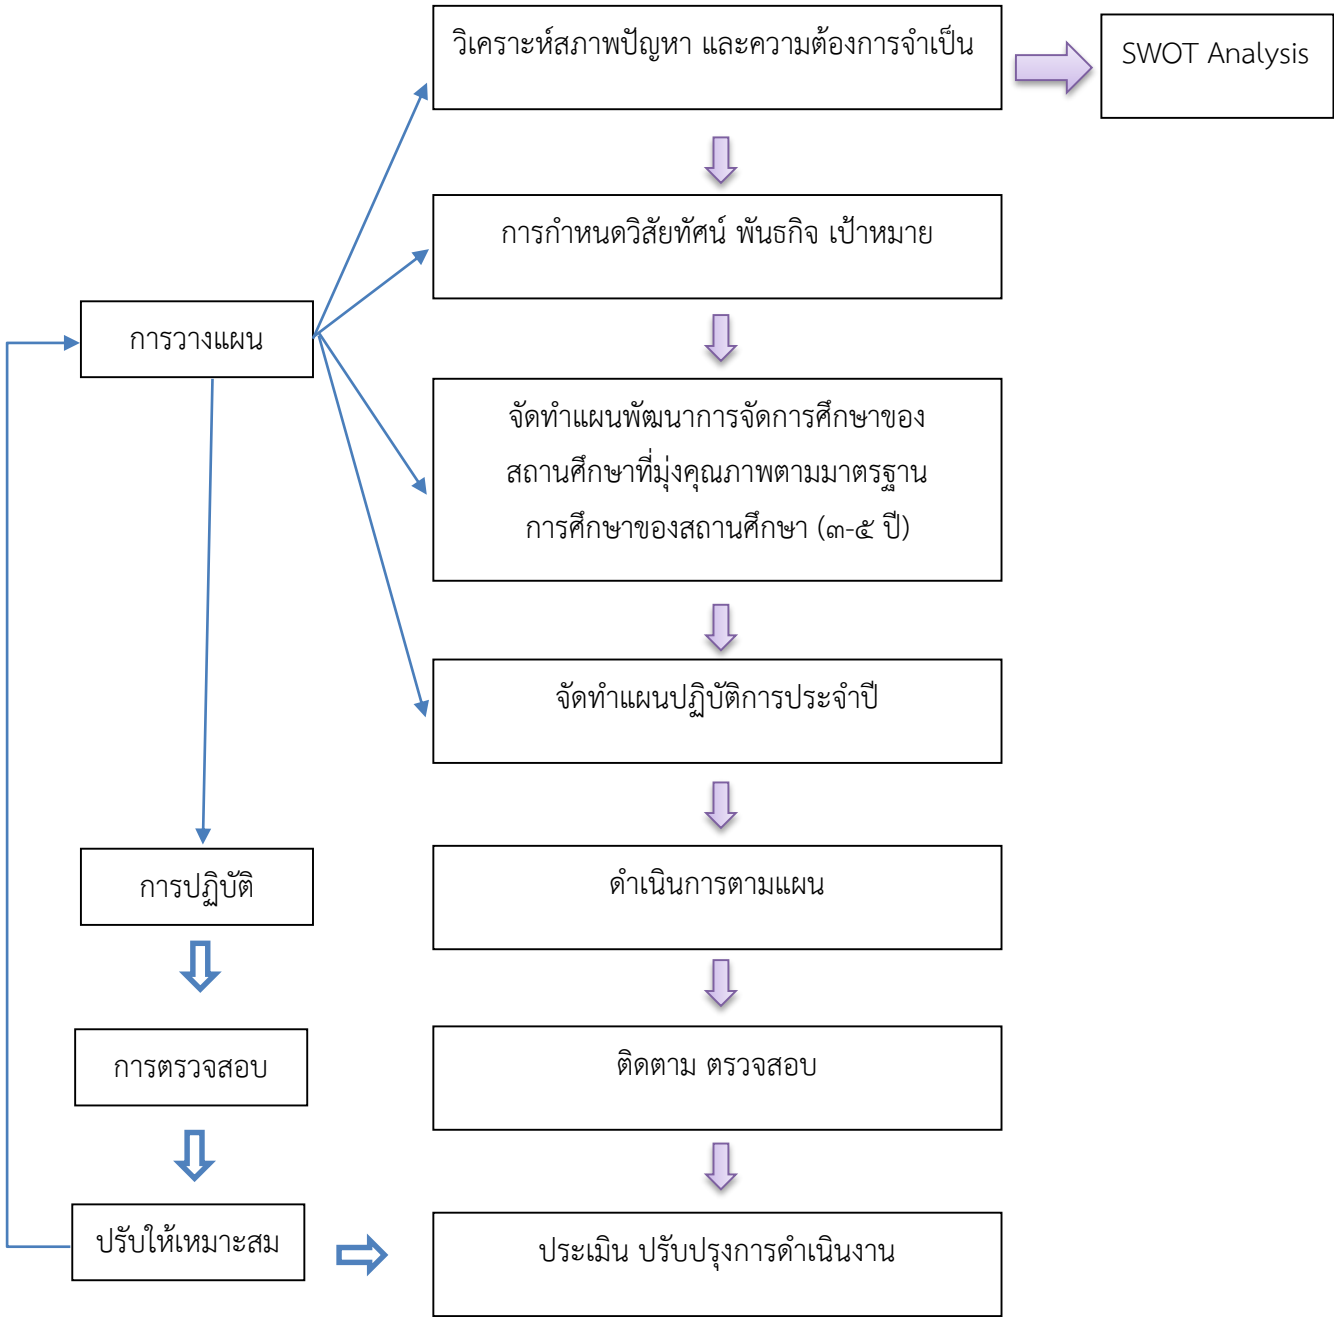 วิเคราะห์สภาพปัญหา และความต้องการจำเป็น
SWOT Analysis
การกำหนดวิสัยทัศน์ พันธกิจ เป้าหมาย
การวางแผน
จัดทำแผนพัฒนาการจัดการศึกษาของ
สถานศึกษาที่มุ่งคุณภาพตามมาตรฐาน
การศึกษาของสถานศึกษา (๓-๕ ปี)
จัดทำแผนปฏิบัติการประจำปี
การปฏิบัติ
ดำเนินการตามแผน
การตรวจสอบ
ติดตาม ตรวจสอบ
ปรับให้เหมาะสม
ประเมิน ปรับปรุงการดำเนินงาน